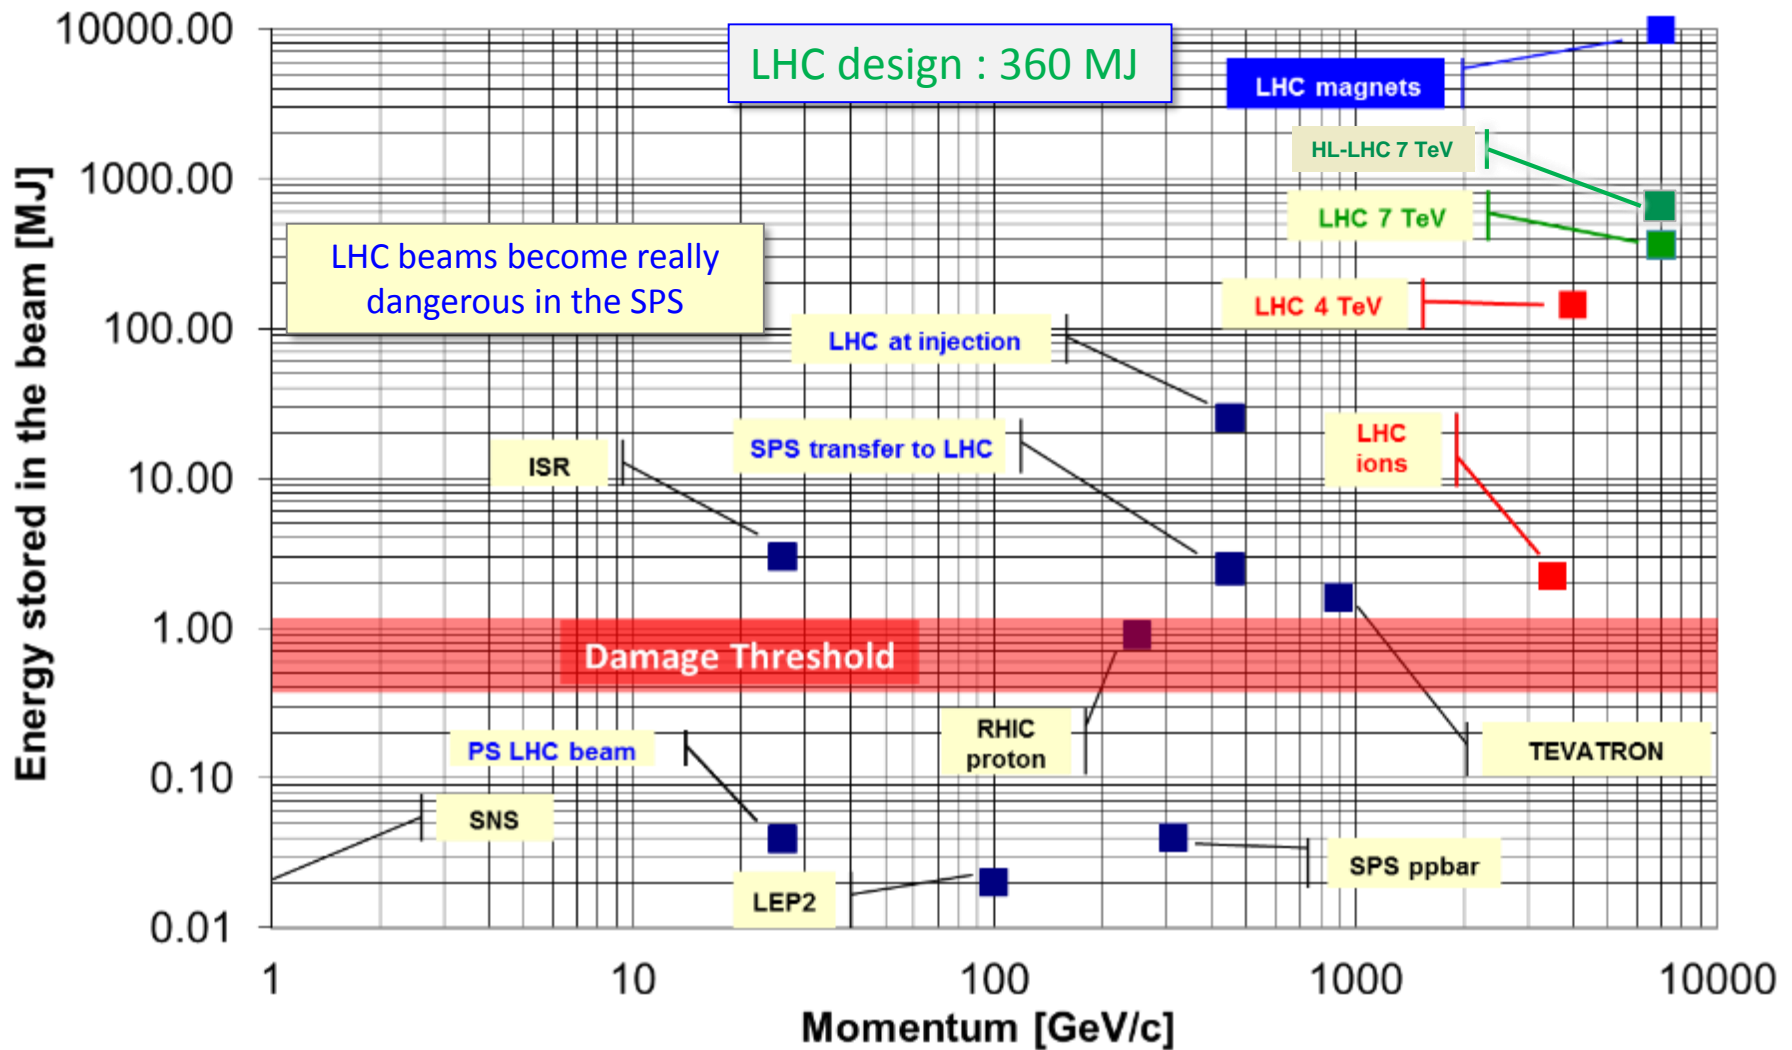 10000.00
1000.00
100.00
10.00
1.00
0.10
0.01
Energy stored in the beam [MJ]
LHC design : 360 MJ
LHC magnets
HL-LHC 7 TeV
LHC 7 TeV
LHC beams become really
dangerous in the SPS
LHC 4 TeV
LHC at injection
SPS transfer to LHC
LHC
ions
ISR
Damage Threshold
RHIC
proton
TEVATRON
PS LHC beam
SNS
SPS ppbar
LEP2
1
10
100
1000
10000
Momentum [GeV/c]